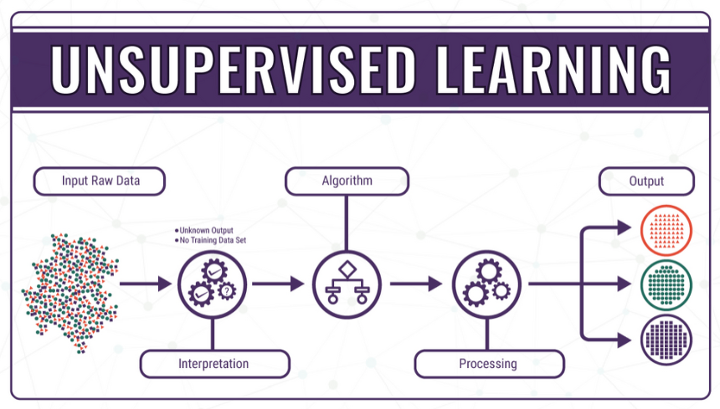 UNSUPERVISED LEARNING
Input Raw Data
Algorithm
Output
• Unknown Output
• No Training Data Set
?
Interpretation
Processing